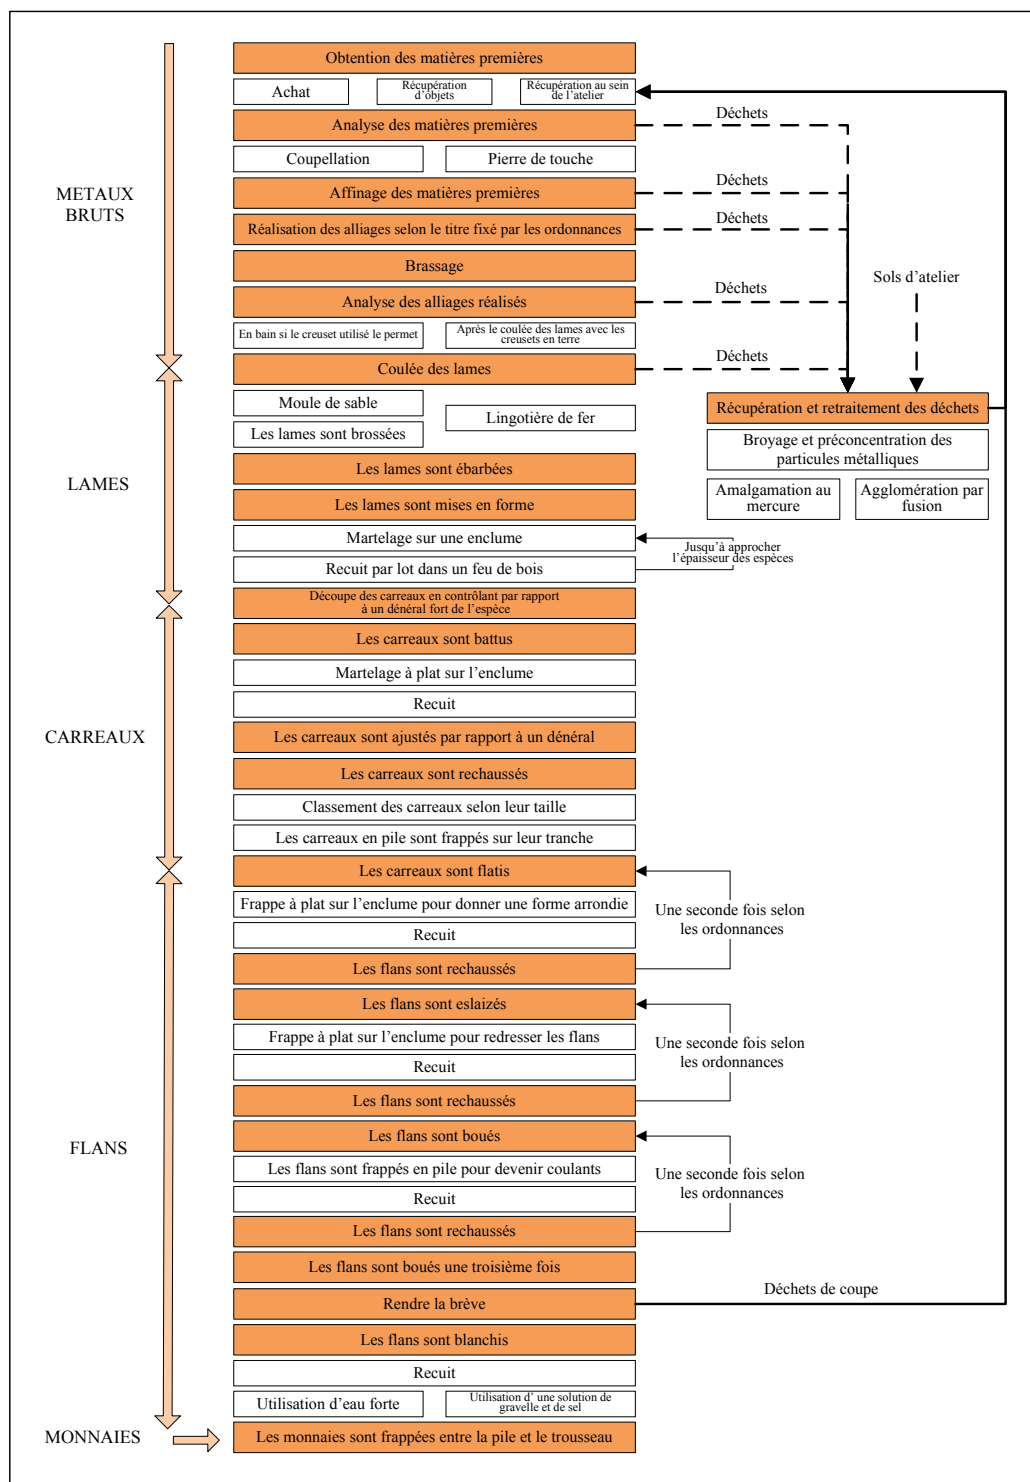 Obtention des matières premières
Achat
Récupération
d'objets
Récupération au sein
de l'atelier
Analyse des matières premières
Déchets
Coupellation
Pierre de touche
METAUX
BRUTS
Affinage des matières premières
Déchets
Réalisation des alliages selon le titre fixé par les ordonnances
Déchets
Brassage
Sols d'atelier
Analyse des alliages réalisés
Déchets
En bain si le creuset utilisé le permet
Après le coulée des lames avec les
creusets en terre
Coulée des lames
Déchets
Moule de sable
Lingotière de fer
Les lames sont brossées
Récupération et retraitement des déchets
Broyage et préconcentration des
particules métalliques
Amalgamation au
mercure
Agglomération par
fusion
LAMES
Les lames sont ébarbées
Les lames sont mises en forme
Martelage sur une enclume
Recuit par lot dans un feu de bois
Jusqu'à approcher
l'épaisseur des espèces
Découpe des carreaux en contrôlant par rapport
à un dénéral fort de l'espèce
Les carreaux sont battus
Martelage à plat sur l'enclume
Recuit
CARREAUX
Les carreaux sont ajustés par rapport à un dénéral
Les carreaux sont rechaussés
Classement des carreaux selon leur taille
Les carreaux en pile sont frappés sur leur tranche
Les carreaux sont flatis
Frappe à plat sur l'enclume pour donner une forme arrondie
Recuit
Les flans sont rechaussés
Une seconde fois selon
les ordonnances
Les flans sont eslaizés
Frappe à plat sur l'enclume pour redresser les flans
Recuit
Les flans sont rechaussés
Une seconde fois selon
les ordonnances
FLANS
Les flans sont boués
Les flans sont frappés en pile pour devenir coulants
Recuit
Les flans sont rechaussés
Une seconde fois selon
les ordonnances
Les flans sont boués une troisième fois
Rendre la brève
Déchets de coupe
Les flans sont blanchis
Recuit
Utilisation d'eau forte
Utilisation d' une solution de
gravelle et de sel
MONNAIES
Les monnaies sont frappées entre la pile et le trousseau